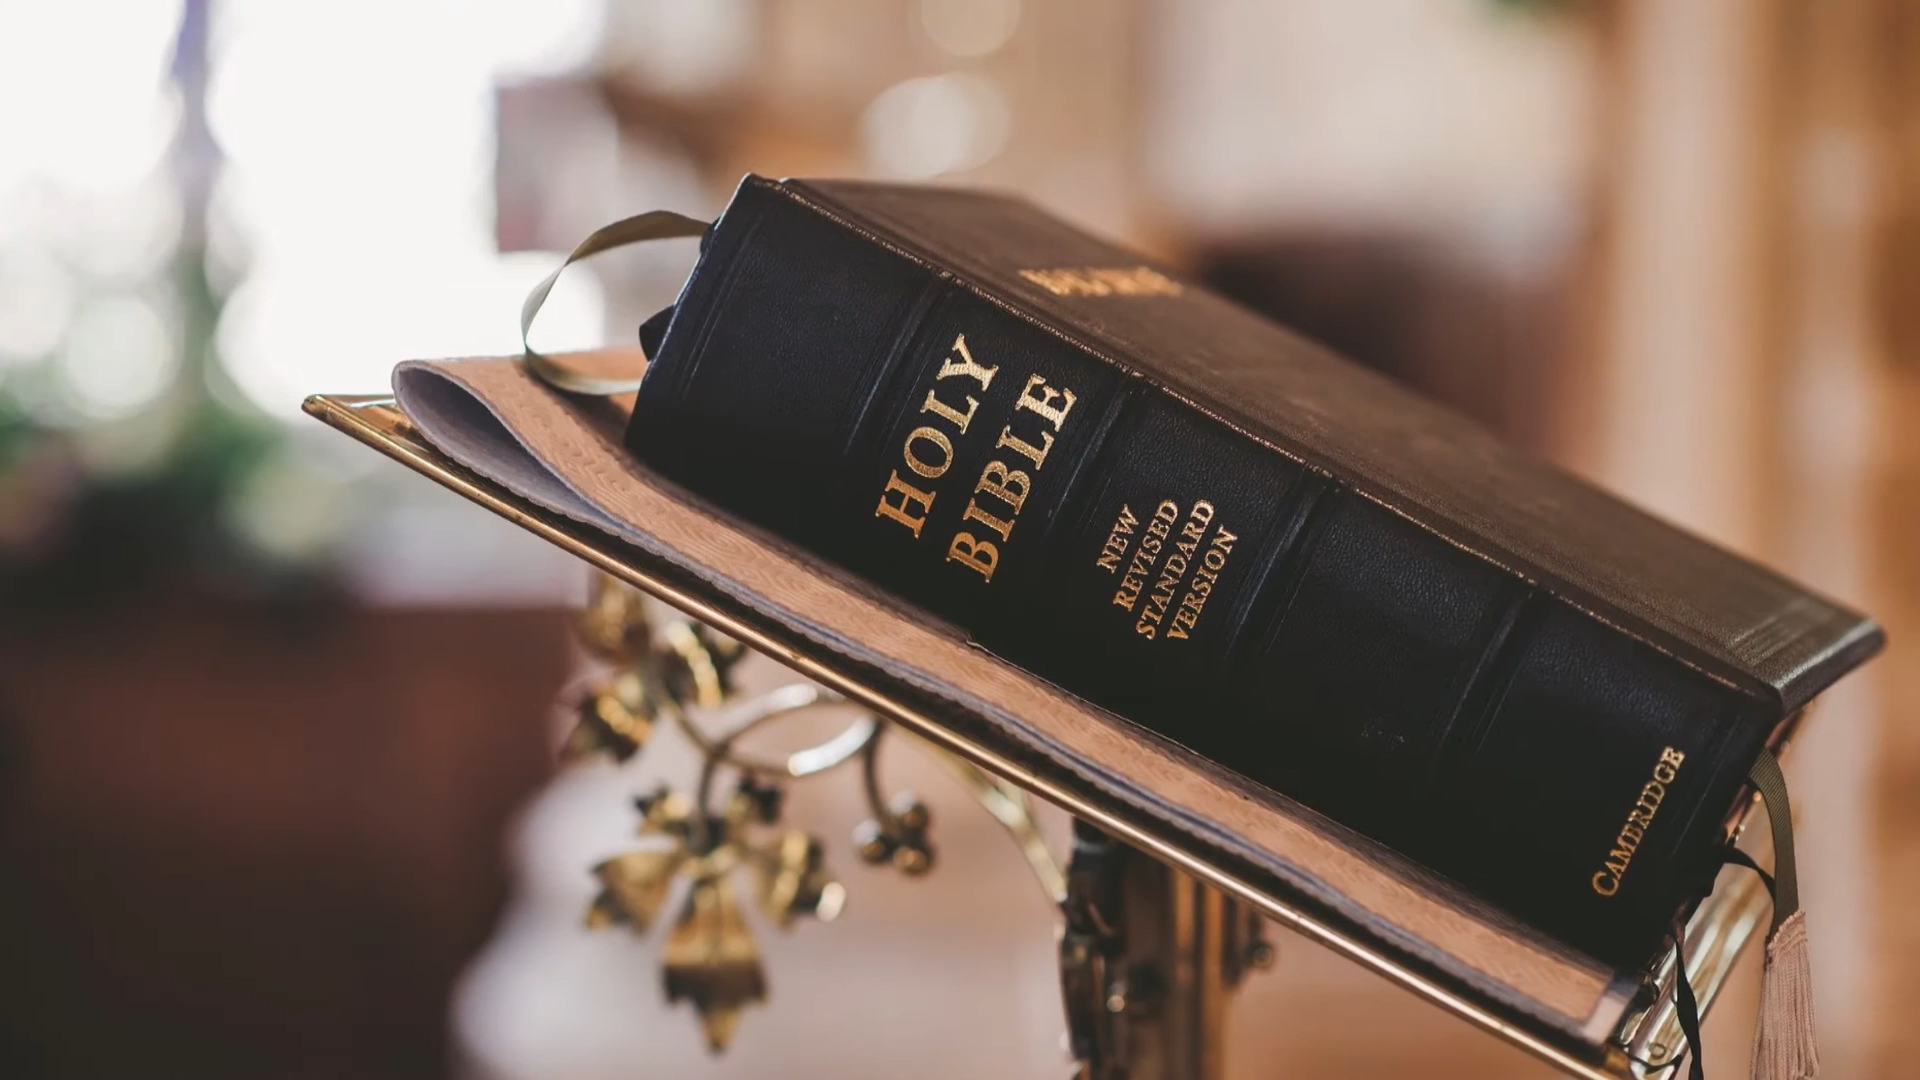 HOLY
BIBLE
NEW
REVISED
STANDARD
VERSION
CAMBRIDGE